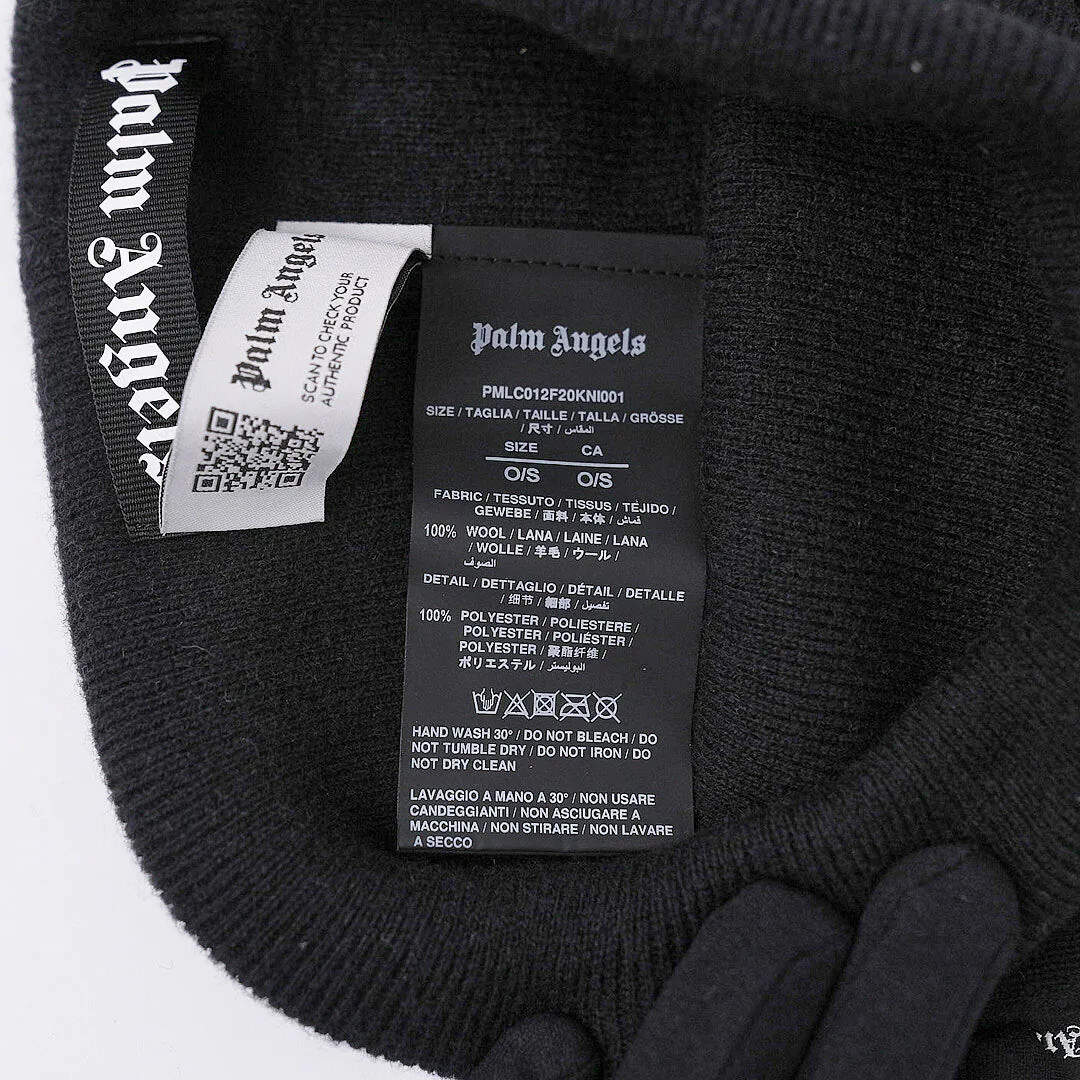 Palm Angels
Palm Angels
SCAN TO CHECK YOUR
AUTHENTIC PRODUCT
Palm Angels
PMLC012F20KNI001
SIZE / TAGLIA / TAILLE / TALLA / GRÖSSE
/ 尺寸 / المقاس
SIZE CA
O/S O/S
FABRIC / TESSUTO / TISSUS / TEJIDO /
GEWEBE / 面料 / 本体 / قماش
100% WOOL / LANA / LAINE / LANA
/ WOLLE / 羊毛 / ウール /
الصوف
DETAIL / DETTAGLIO / DÉTAIL / DETALLE
/ 细节 / 細部 / تفصيل
100% POLYESTER / POLIESTERE /
POLYESTER / POLIÉSTER /
POLYESTER / 聚酯纤维 /
ポリエステル / البوليستر
HAND WASH 30° / DO NOT BLEACH / DO
NOT TUMBLE DRY / DO NOT IRON / DO
NOT DRY CLEAN
LAVAGGIO A MANO A 30° / NON USARE
CANDEGGIANTI / NON ASCIUGARE A
MACCHINA / NON STIRARE / NON LAVARE
A SECCO